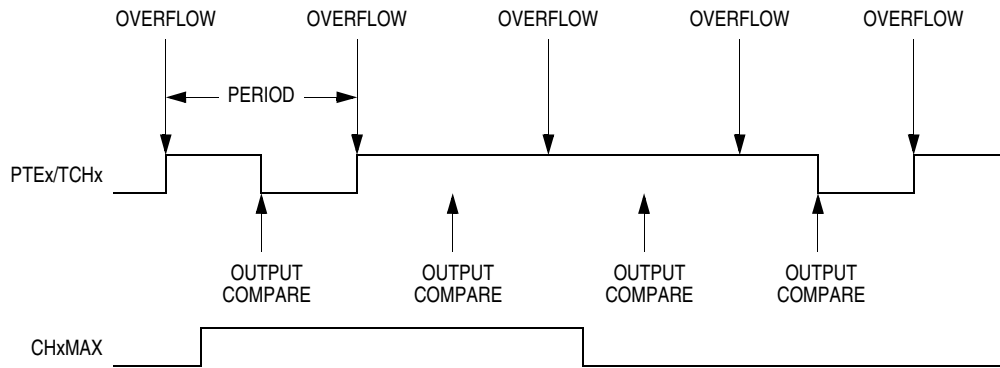 OVERFLOW OVERFLOW OVERFLOW OVERFLOW OVERFLOW
PERIOD
PTEx/TCHx
OUTPUT
COMPARE
OUTPUT
COMPARE
OUTPUT
COMPARE
OUTPUT
COMPARE
CHxMAX